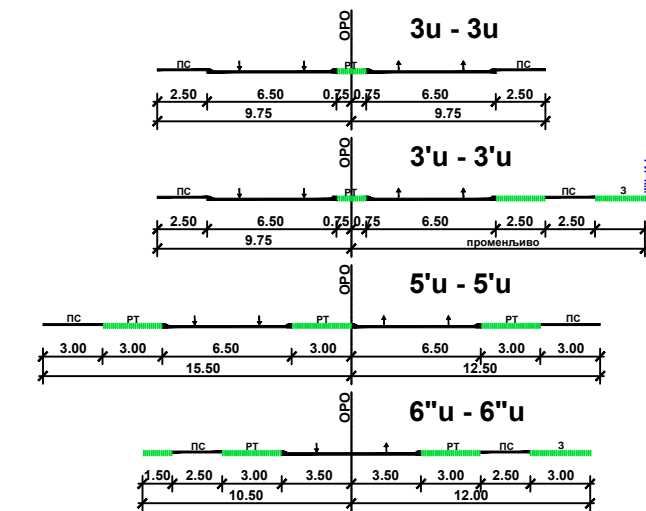 ОРО
3u - 3u
ПС РТ ПС
2.50 6.50 0.75 0.75 6.50 2.50
9.75 9.75
ОРО
3'u - 3'u
ПС РТ ПС З
2.50 6.50 0.75 0.75 6.50 2.50 2.50
9.75 променљиво
ОРО
5'u - 5'u
ПС РТ РТ РТ ПС
3.00 3.00 6.50 3.00 6.50 3.00 3.00
15.50 12.50
ОРО
6"u - 6"u
ПС РТ РТ ПС З
1.50 2.50 3.00 3.50 3.50 3.00 2.50 3.00
10.50 12.00